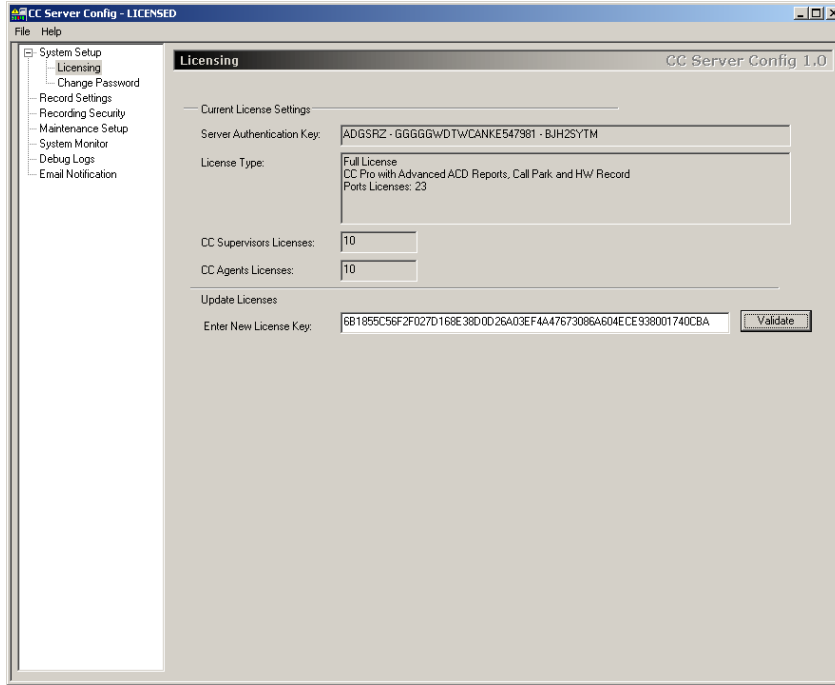 CC Server Config - LICENSED
File Help
System Setup
Licensing
Change Password
Record Settings
Recording Security
Maintenance Setup
System Monitor
Debug Logs
Email Notification
Licensing
CC Server Config 1.0
Current License Settings
Server Authentication Key: ADGSRZ - GGGGGWDTWCANKE547981 - BJH2SYTM
License Type: Full License
CC Pro with Advanced ACD Reports, Call Park and HW Record
Ports Licenses: 23
CC Supervisors Licenses: 10
CC Agents Licenses: 10
Update Licenses
Enter New License Key: 6B1855C56F2F027D168E38D0D26A03EF4A47673086A604ECE938001740CBA Validate